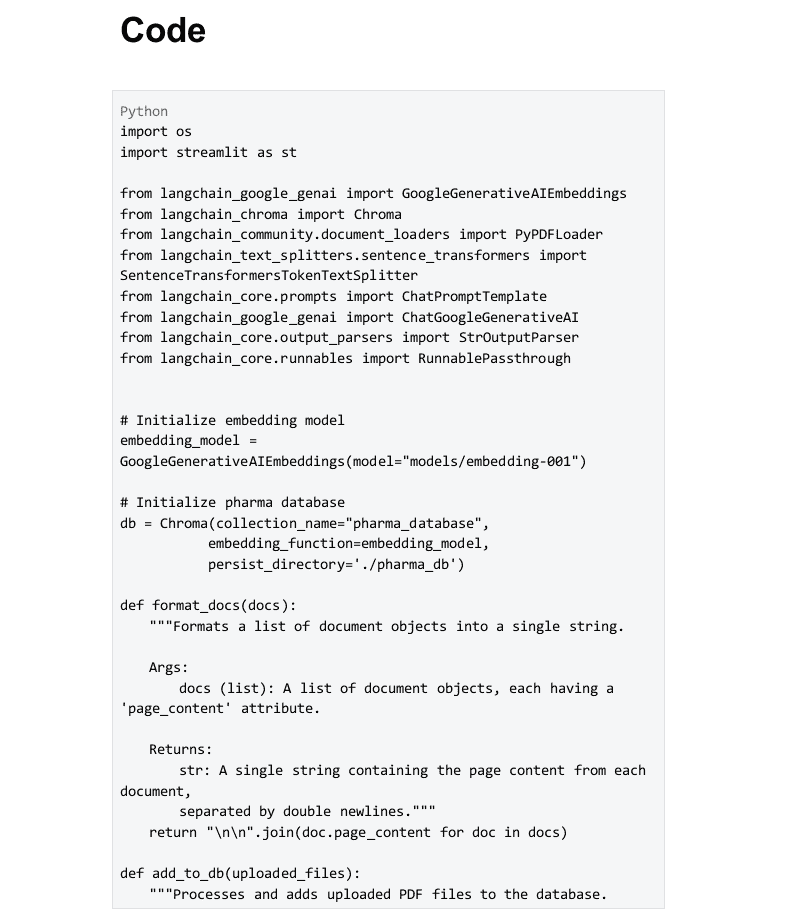 Code
Python
import os
import streamlit as st
from langchain_google_genai import GoogleGenerativeAIEmbeddings
from langchain_chroma import Chroma
from langchain_community.document_loaders import PyPDFLoader
from langchain_text_splitters.sentence_transformers import
SentenceTransformersTokenTextSplitter
from langchain_core.prompts import ChatPromptTemplate
from langchain_google_genai import ChatGoogleGenerativeAI
from langchain_core.output_parsers import StrOutputParser
from langchain_core.runnables import RunnablePassthrough
# Initialize embedding model
embedding_model =
GoogleGenerativeAIEmbeddings(model="models/embedding-001")
# Initialize pharma database
db = Chroma(collection_name="pharma_database",
           embedding_function=embedding_model,
           persist_directory='./pharma_db')
def format_docs(docs):
    """Formats a list of document objects into a single string.
    Args:
        docs (list): A list of document objects, each having a
'page_content' attribute.
    Returns:
        str: A single string containing the page content from each
document,
        separated by double newlines."""
    return "\n\n".join(doc.page_content for doc in docs)
def add_to_db(uploaded_files):
    """Processes and adds uploaded PDF files to the database.